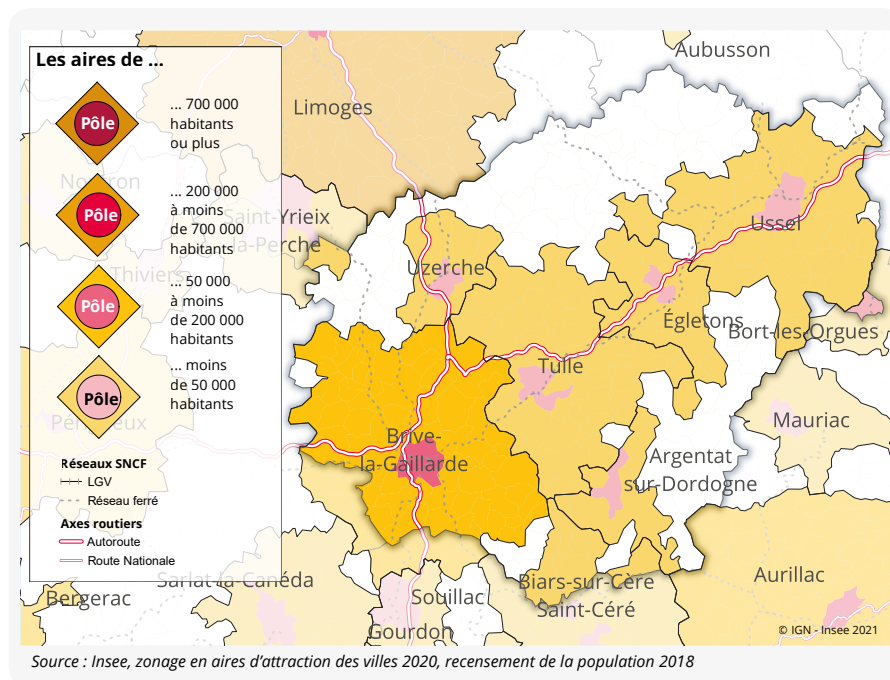 Les aires de ...
Pôle
... 700 000
habitants
ou plus
Pôle
... 200 000
à moins
de 700 000
habitants
Pôle
... 50 000
à moins
de 200 000
habitants
Pôle
... moins
de 50 000
habitants
Réseaux SNCF
LGV
Réseau ferré
Axes routiers
Autoroute
Route Nationale
Aubusson
Limoges
Saint-Yrieix
la-Perche
Thiviers
Ussel
Uzerche
Égletons
Bort-les-Orgues
Tulle
Mauriac
Brive-
la-Gaillarde
Argentat
sur-Dordogne
Sarlat-la-Canéda
Bergerac
Souillac
Gourdon
Biars-sur-Cère
Saint-Céré
Aurillac
© IGN - Insee 2021
Source : Insee, zonage en aires d'attraction des villes 2020, recensement de la population 2018